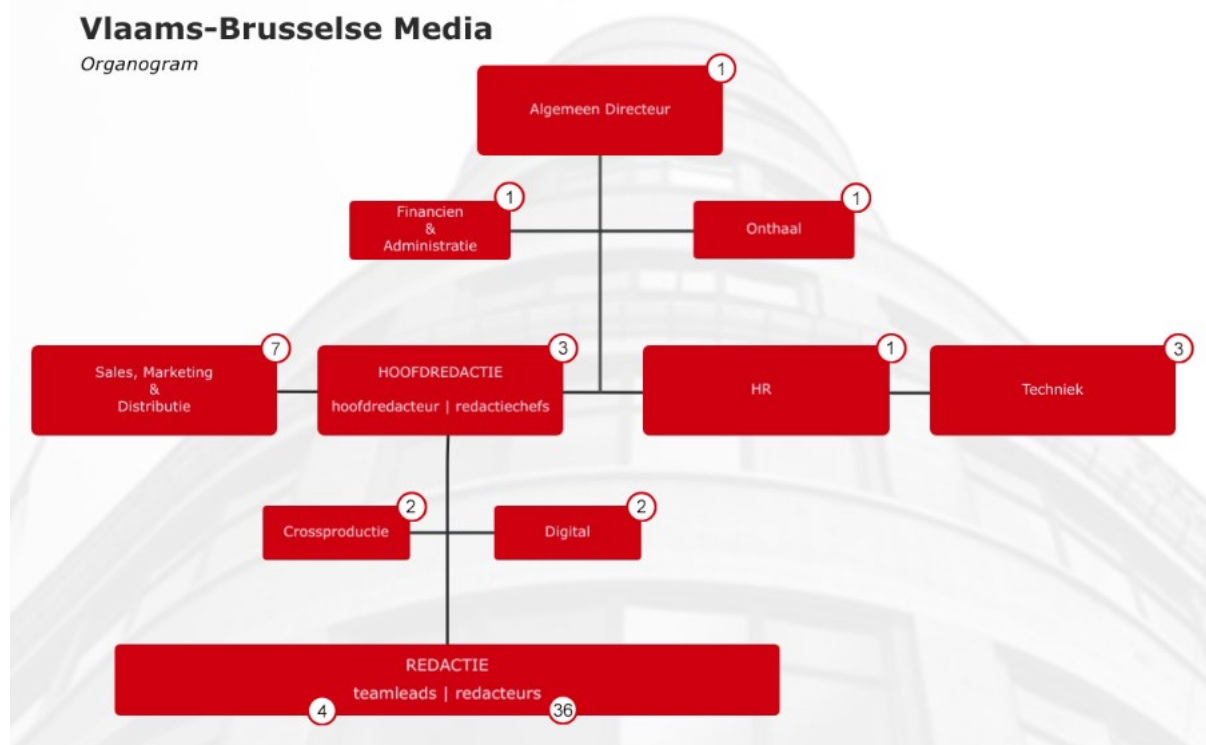 Vlaams-Brusselse Media
Organogram
1
Algemeen Directeur
1
Financien
&
Administratie
1
Onthaal
7
Sales, Marketing
&
Distributie
3
HOOFDREDACTIE
hoofdredacteur | redactiechefs
1
HR
3
Techniek
2
Crossproductie
2
Digital
REDACTIE
teamleads | redacteurs
4
36